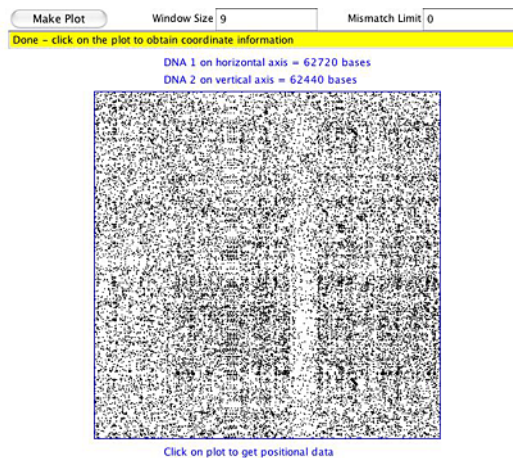 Make Plot Window Size 9 Mismatch Limit 0
Done - click on the plot to obtain coordinate information
DNA 1 on horizontal axis = 62720 bases
DNA 2 on vertical axis = 62440 bases
Click on plot to get positional data